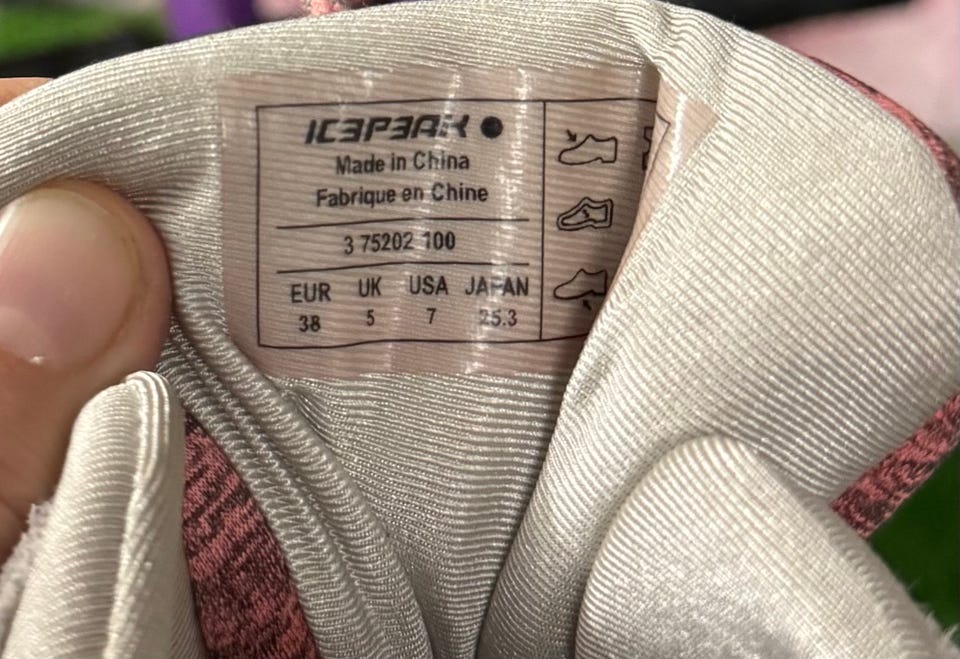 ICEPEAK
Made in China
Fabrique en Chine
3 75202 100
EUR UK USA JAPAN
38 5 7 25.3